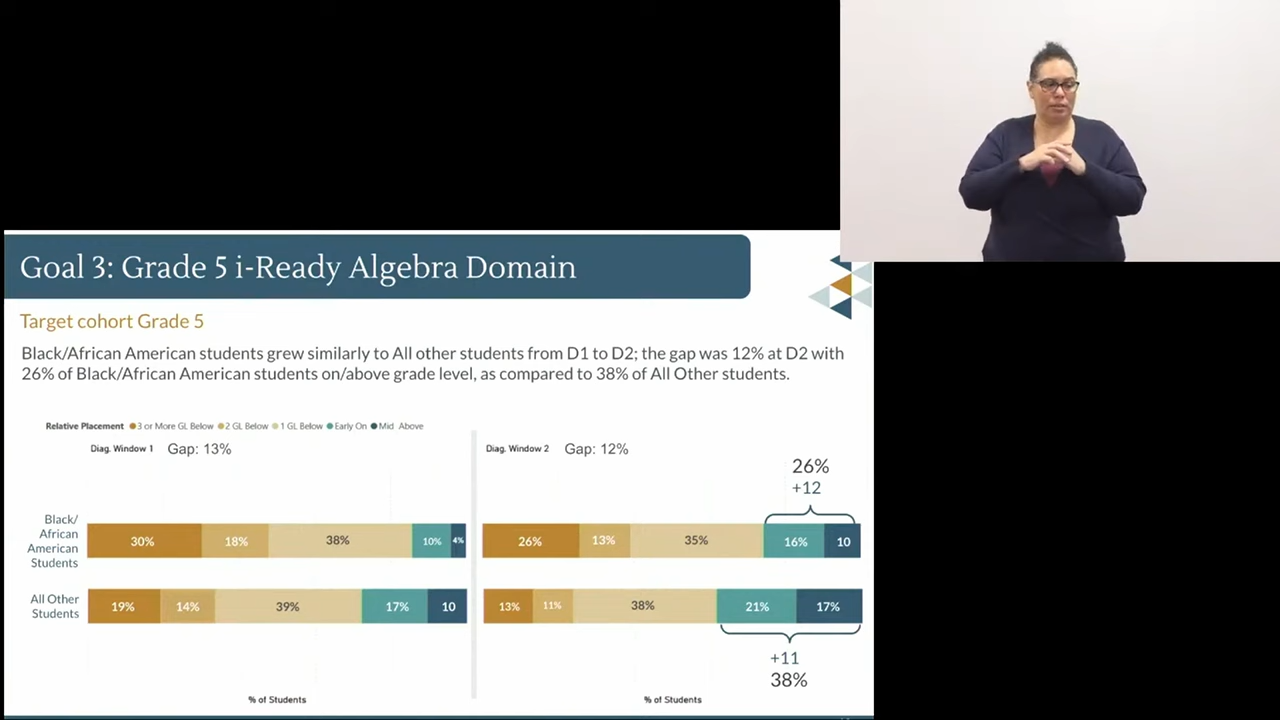 Goal 3: Grade 5 i-Ready Algebra Domain
Target cohort Grade 5
Black/African American students grew similarly to All other students from D1 to D2; the gap was 12% at D2 with
26% of Black/African American students on/above grade level, as compared to 38% of All Other students.
Relative Placement 3 or More GL Below 2 GL Below 1 GL Below Early On Mid Above
Diag. Window 1 Gap: 13%
Diag. Window 2 Gap: 12%
26%
+12
Black/
African
American
Students
30% 18% 38% 10% 4%
26% 13% 35% 16% 10
All Other
Students
19% 14% 39% 17% 10
13% 11% 38% 21% 17%
+11
38%
% of Students
% of Students